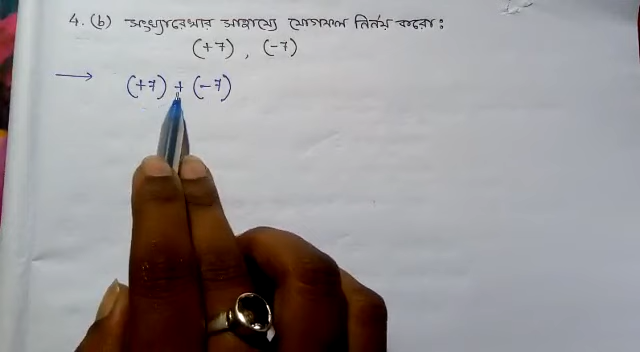 4. (b) সংখ্যারেখার সাহায্যে যোগফল নির্ণয় করো :
(+7) , (-7)
→ (+7) + (-7)